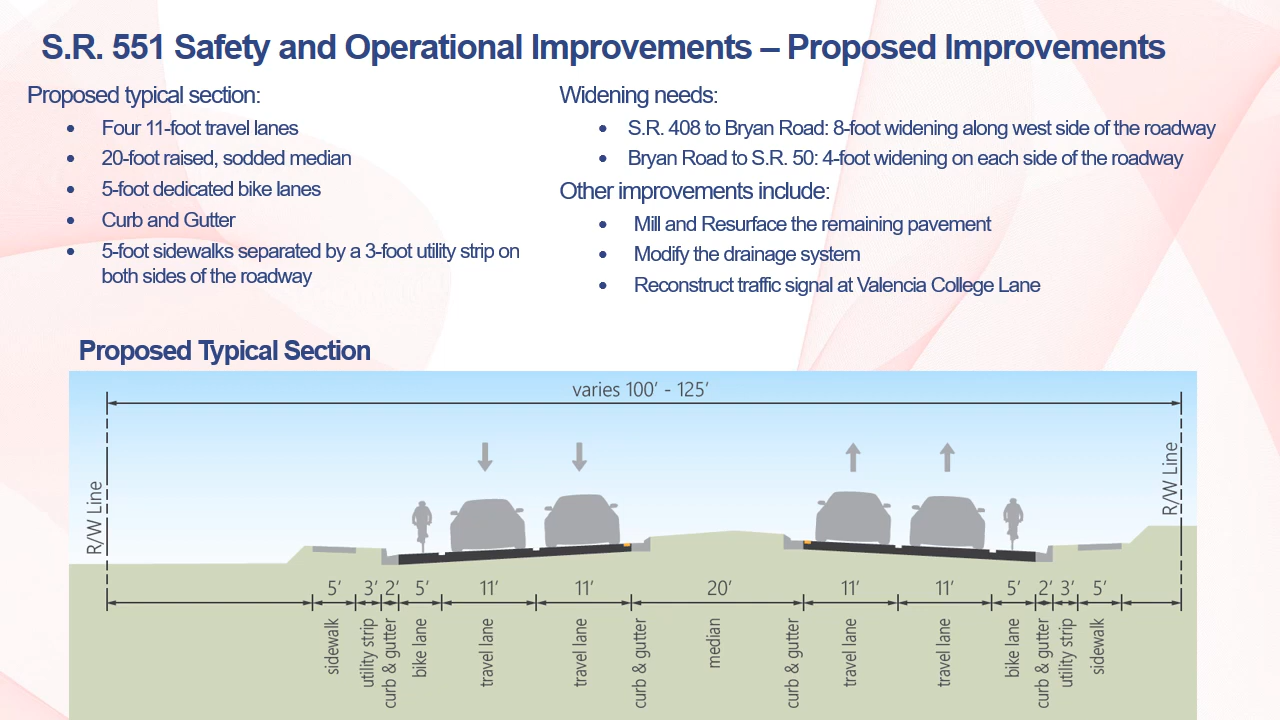 S.R. 551 Safety and Operational Improvements – Proposed Improvements
Proposed typical section:
• Four 11-foot travel lanes
• 20-foot raised, sodded median
• 5-foot dedicated bike lanes
• Curb and Gutter
• 5-foot sidewalks separated by a 3-foot utility strip on
both sides of the roadway
Widening needs:
• S.R. 408 to Bryan Road: 8-foot widening along west side of the roadway
• Bryan Road to S.R. 50: 4-foot widening on each side of the roadway
Other improvements include:
• Mill and Resurface the remaining pavement
• Modify the drainage system
• Reconstruct traffic signal at Valencia College Lane
Proposed Typical Section
varies 100’ - 125’
R/W Line
R/W Line
5’ 3’ 2’ 5’ 11’ 11’ 20’ 11’ 11’ 5’ 2’ 3’ 5’
sidewalk
utility strip
curb & gutter
bike lane
travel lane
travel lane
curb & gutter
median
curb & gutter
travel lane
travel lane
bike lane
curb & gutter
utility strip
sidewalk